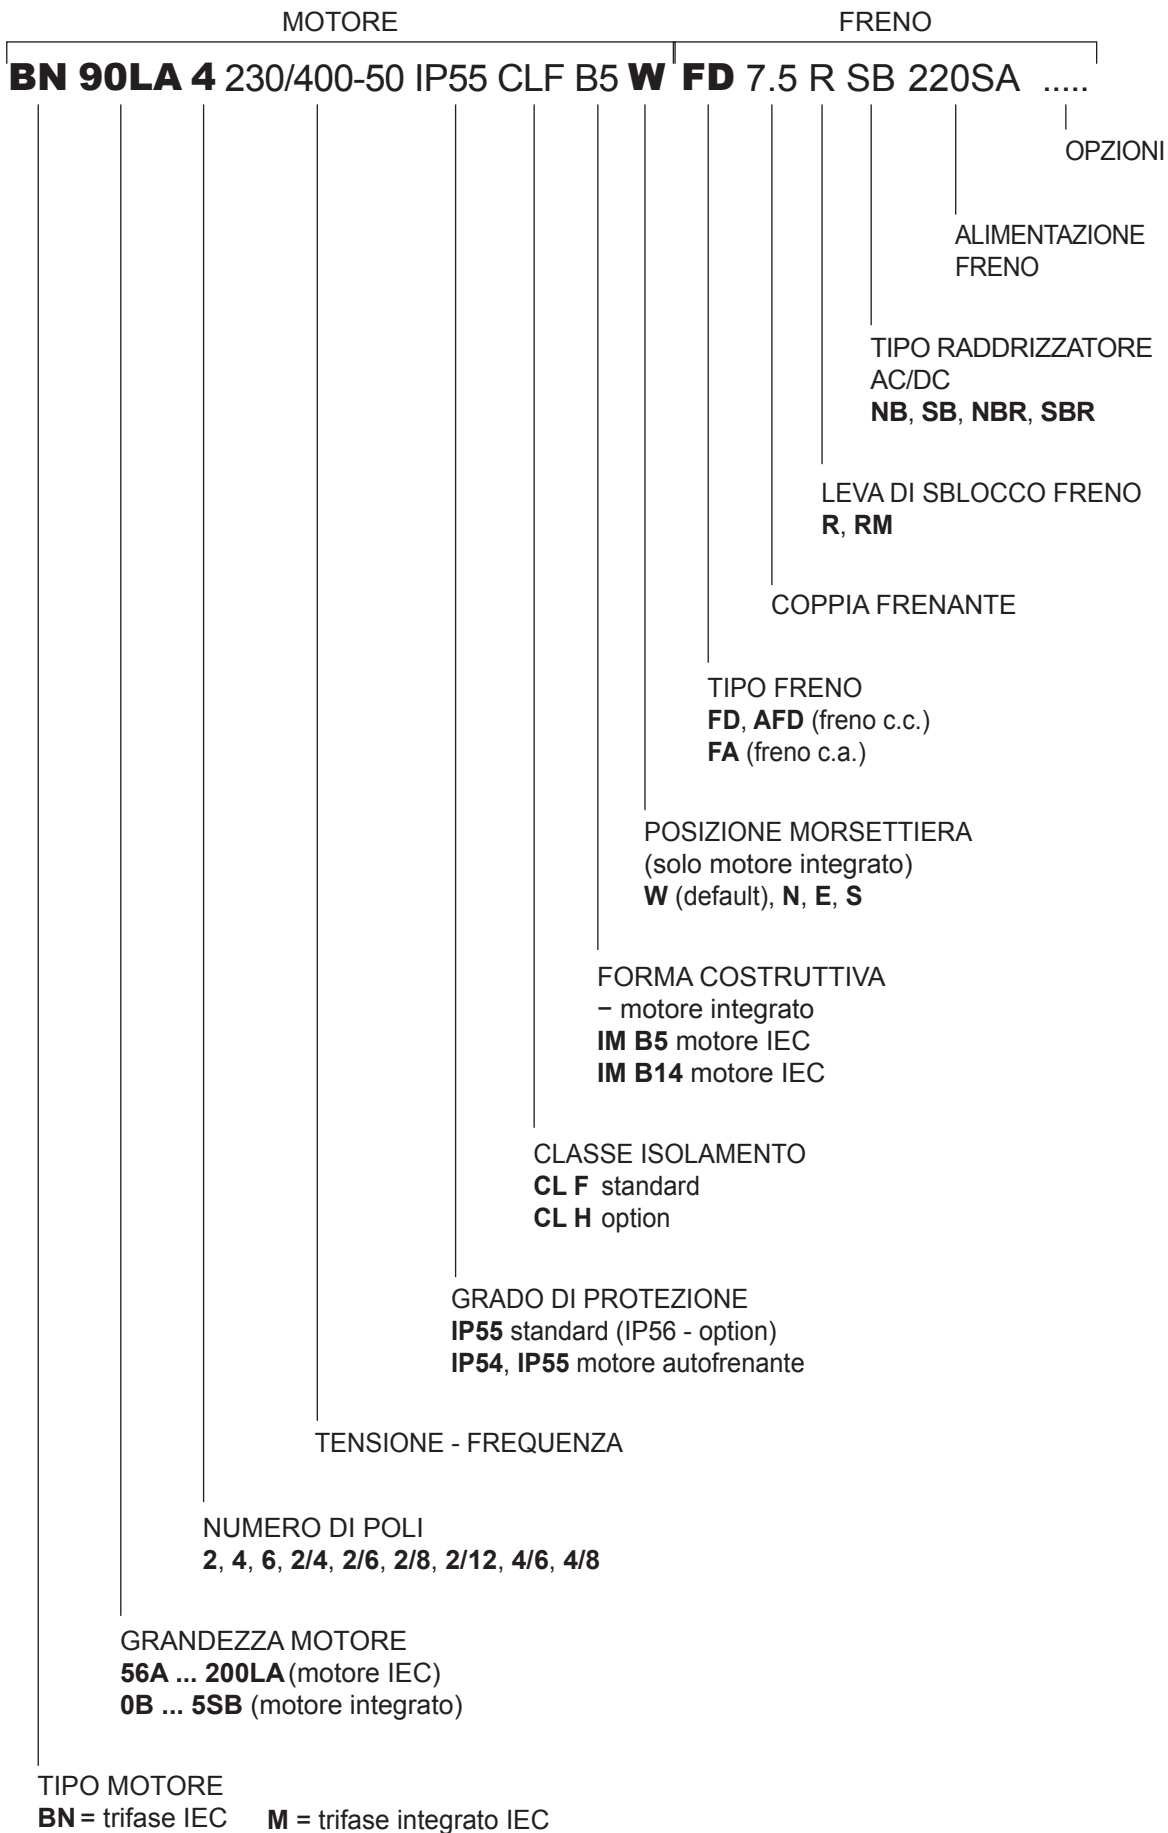 MOTORE FRENO
BN 90LA 4 230/400-50 IP55 CLF B5 W FD 7.5 R SB 220SA .....
OPZIONI
ALIMENTAZIONE
FRENO
TIPO RADDRIZZATORE
AC/DC
NB, SB, NBR, SBR
LEVA DI SBLOCCO FRENO
R, RM
COPPIA FRENANTE
TIPO FRENO
FD, AFD (freno c.c.)
FA (freno c.a.)
POSIZIONE MORSETTIERA
(solo motore integrato)
W (default), N, E, S
FORMA COSTRUTTIVA
− motore integrato
IM B5 motore IEC
IM B14 motore IEC
CLASSE ISOLAMENTO
CL F standard
CL H option
GRADO DI PROTEZIONE
IP55 standard (IP56 - option)
IP54, IP55 motore autofrenante
TENSIONE - FREQUENZA
NUMERO DI POLI
2, 4, 6, 2/4, 2/6, 2/8, 2/12, 4/6, 4/8
GRANDEZZA MOTORE
56A ... 200LA (motore IEC)
0B ... 5SB (motore integrato)
TIPO MOTORE
BN = trifase IEC M = trifase integrato IEC